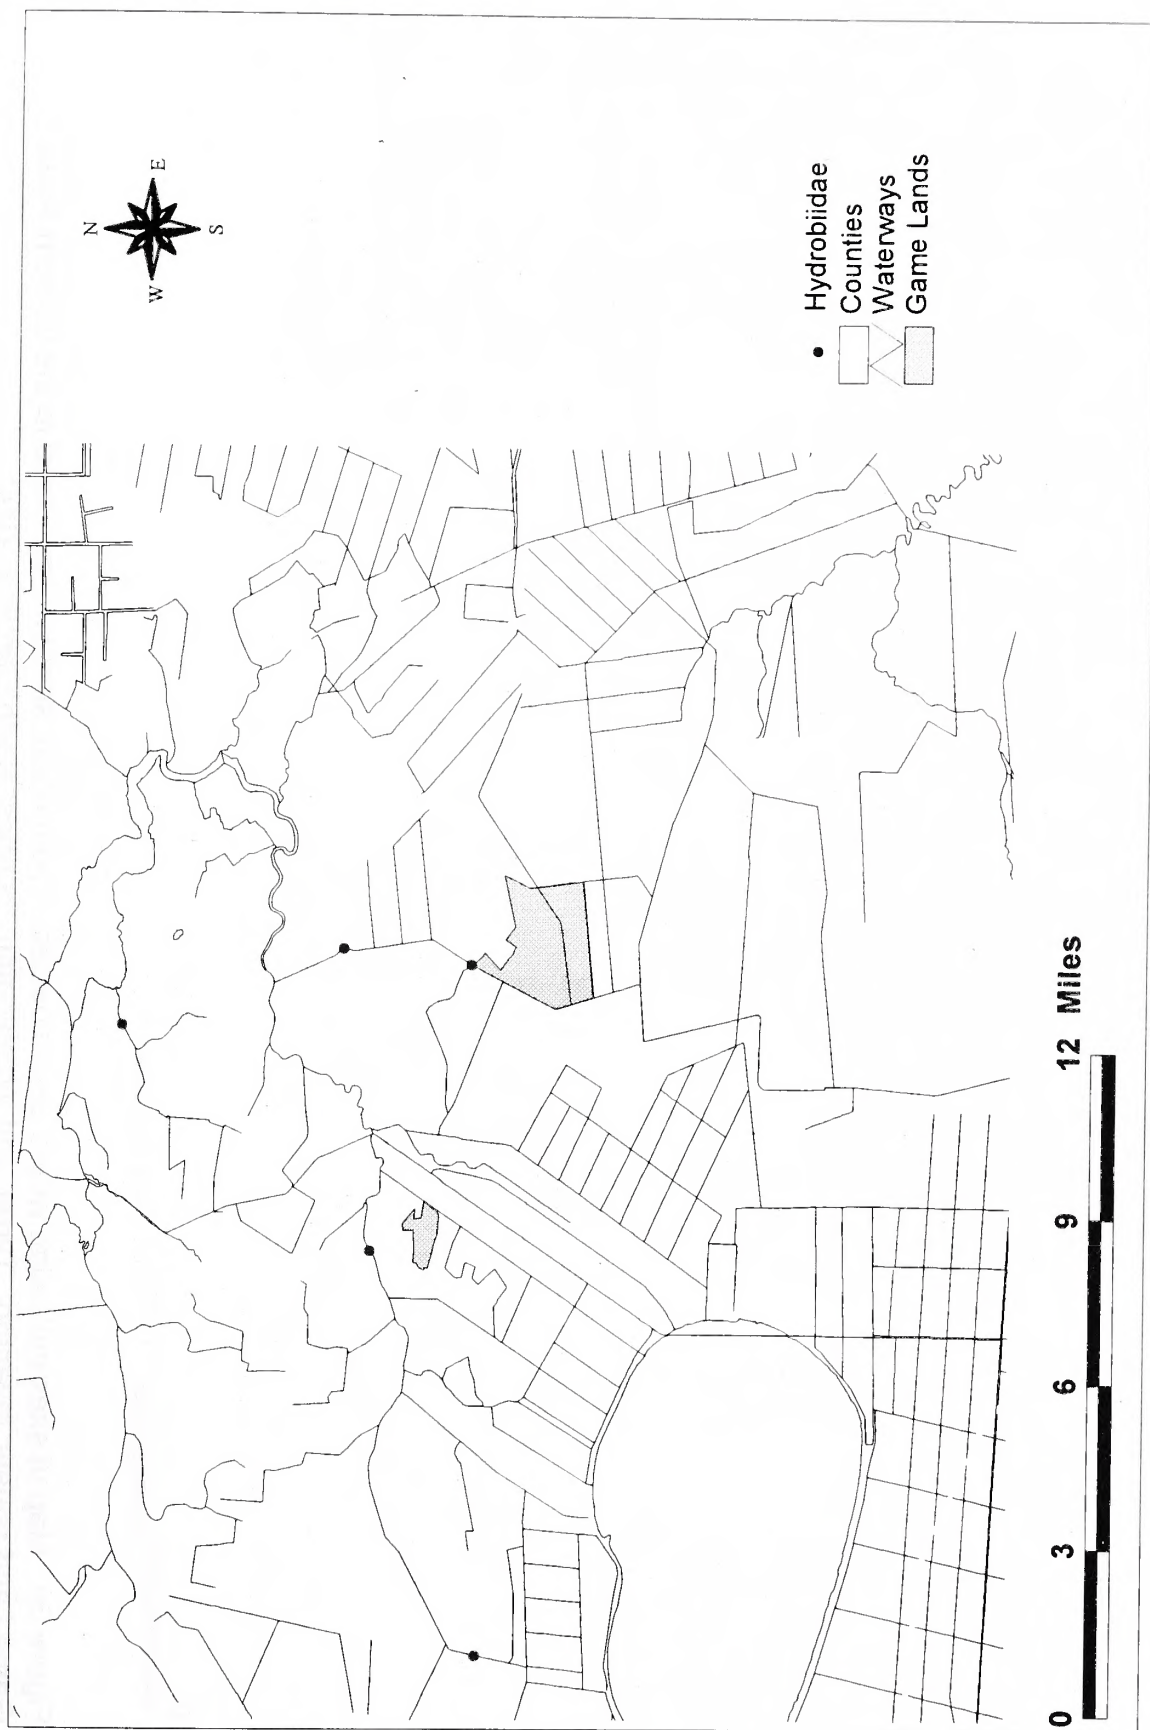 N
W
E
S
Hydrobiidae
Counties
Waterways
Game Lands
0 3 6 9 12 Miles